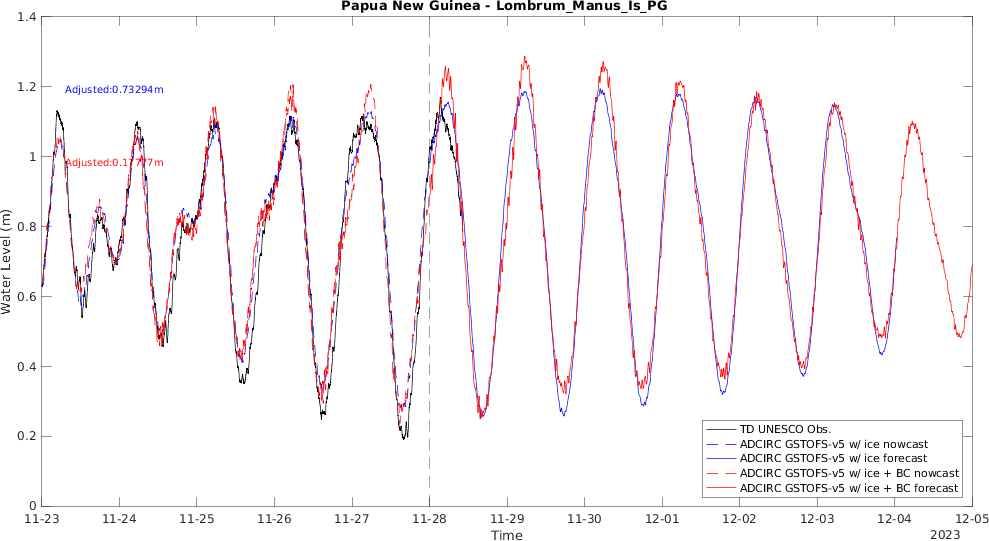 Papua New Guinea - Lombrum_Manus_Is_PG
1.4
1.2
1
0.8
0.6
0.4
0.2
0
Water Level (m)
Adjusted:0.73294m
11-23
11-24
11-25
11-26
11-27
11-28
11-29
11-30
12-01
12-02
12-03
12-04
12-05
Time
2023
TD UNESCO Obs.
ADCIRC GSTOFS-v5 w/ ice nowcast
ADCIRC GSTOFS-v5 w/ ice forecast
ADCIRC GSTOFS-v5 w/ ice + BC nowcast
ADCIRC GSTOFS-v5 w/ ice + BC forecast